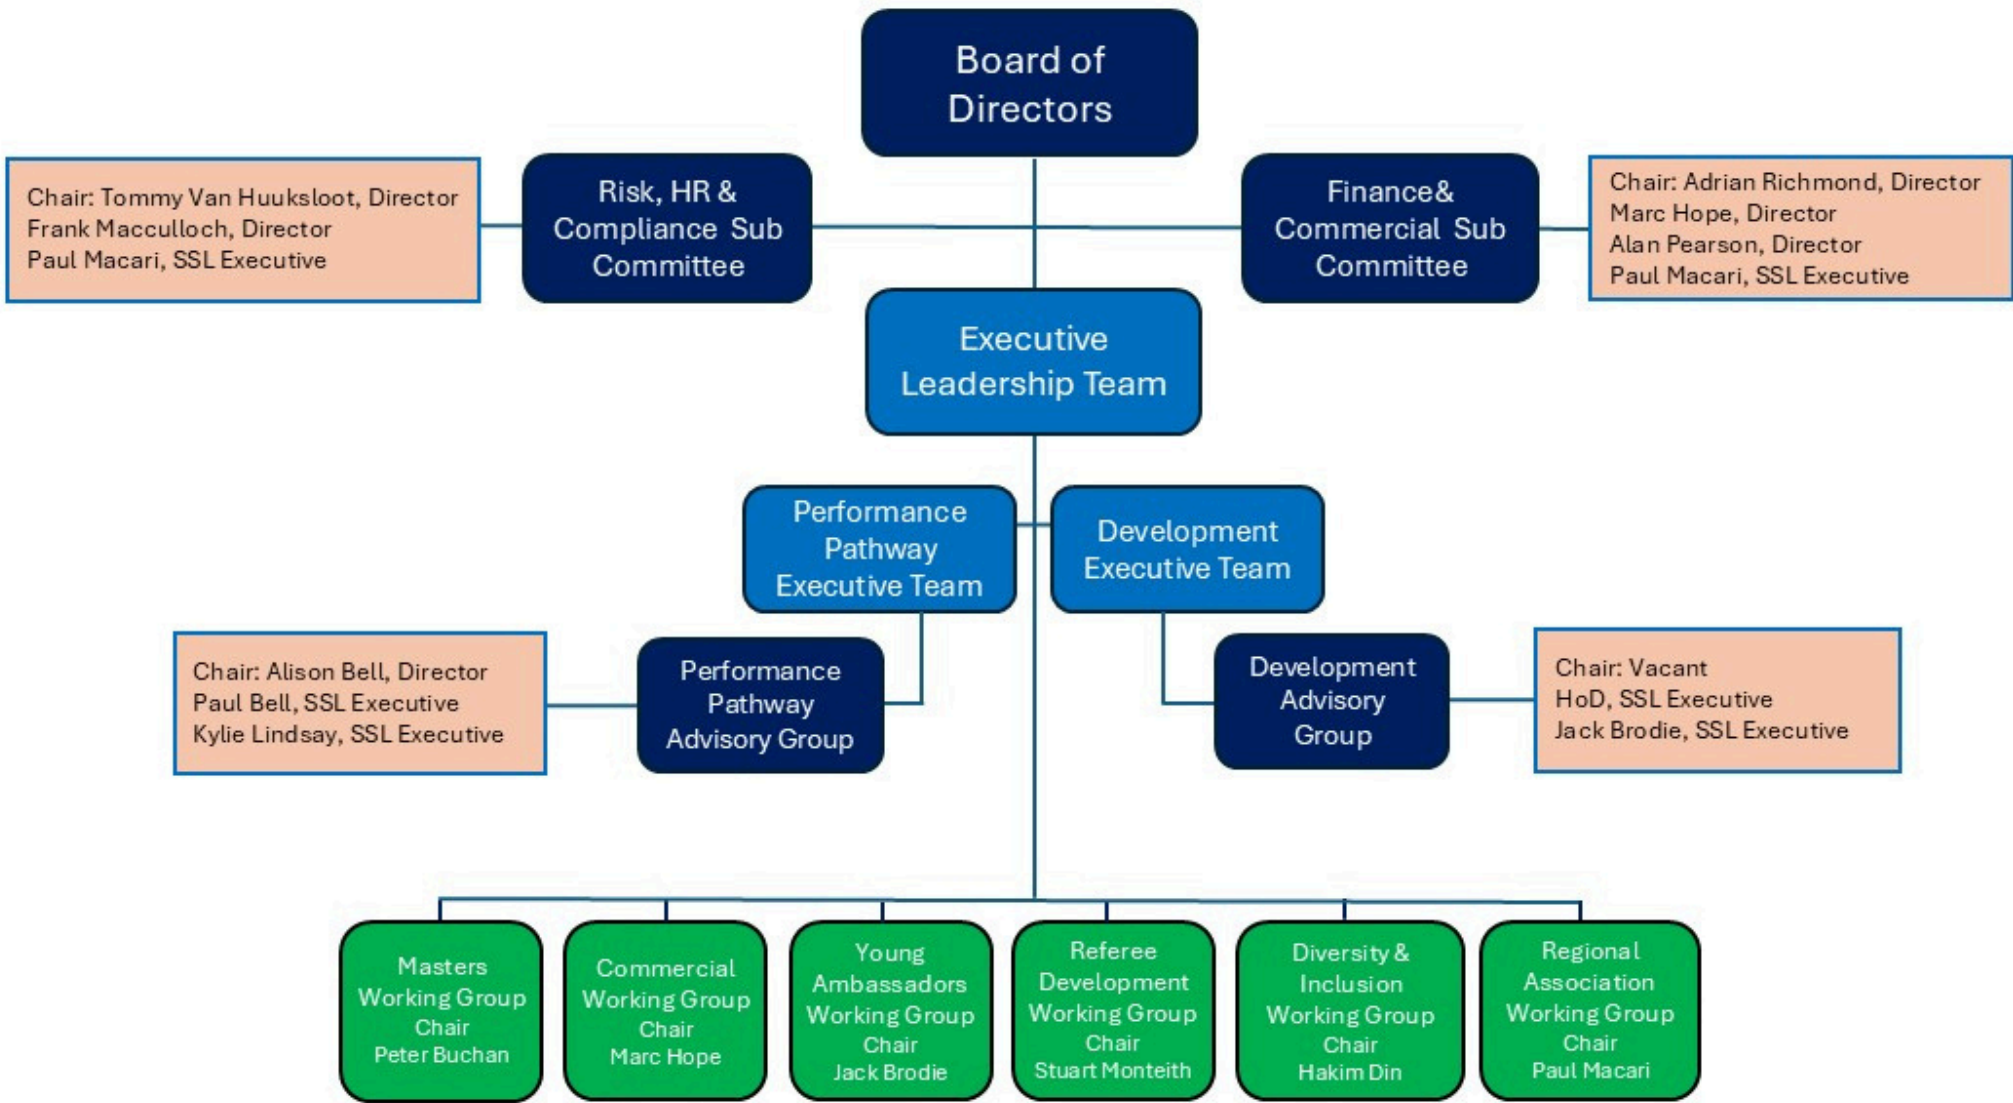 Board of
Directors
Chair: Tommy Van Huuksloot, Director
Frank Macculloch, Director
Paul Macari, SSL Executive
Risk, HR &
Compliance Sub
Committee
Finance&
Commercial Sub
Committee
Chair: Adrian Richmond, Director
Marc Hope, Director
Alan Pearson, Director
Paul Macari, SSL Executive
Executive
Leadership Team
Performance
Pathway
Executive Team
Development
Executive Team
Chair: Alison Bell, Director
Paul Bell, SSL Executive
Kylie Lindsay, SSL Executive
Performance
Pathway
Advisory Group
Development
Advisory
Group
Chair: Vacant
HoD, SSL Executive
Jack Brodie, SSL Executive
Masters
Working Group
Chair
Peter Buchan
Commercial
Working Group
Chair
Marc Hope
Young
Ambassadors
Working Group
Chair
Jack Brodie
Referee
Development
Working Group
Chair
Stuart Monteith
Diversity &
Inclusion
Working Group
Chair
Hakim Din
Regional
Association
Working Group
Chair
Paul Macari